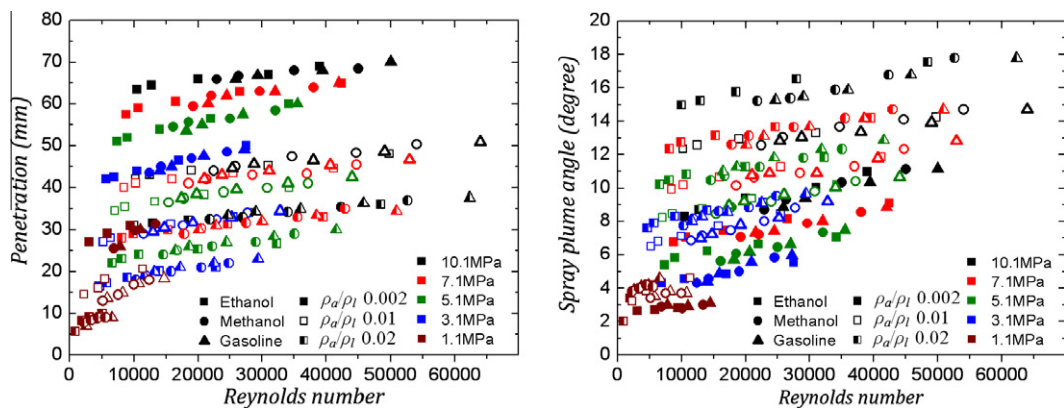 80
70
60
50
40
30
20
10
0
Penetration (mm)
0 10000 20000 30000 40000 50000 60000
Reynolds number
Ethanol ρa/ρl 0.002
Methanol ρa/ρl 0.01
Gasoline ρa/ρl 0.02
10.1MPa
7.1MPa
5.1MPa
3.1MPa
1.1MPa
20
18
16
14
12
10
8
6
4
2
0
Spray plume angle (degree)
0 10000 20000 30000 40000 50000 60000
Reynolds number
Ethanol ρa/ρl 0.002
Methanol ρa/ρl 0.01
Gasoline ρa/ρl 0.02
10.1MPa
7.1MPa
5.1MPa
3.1MPa
1.1MPa